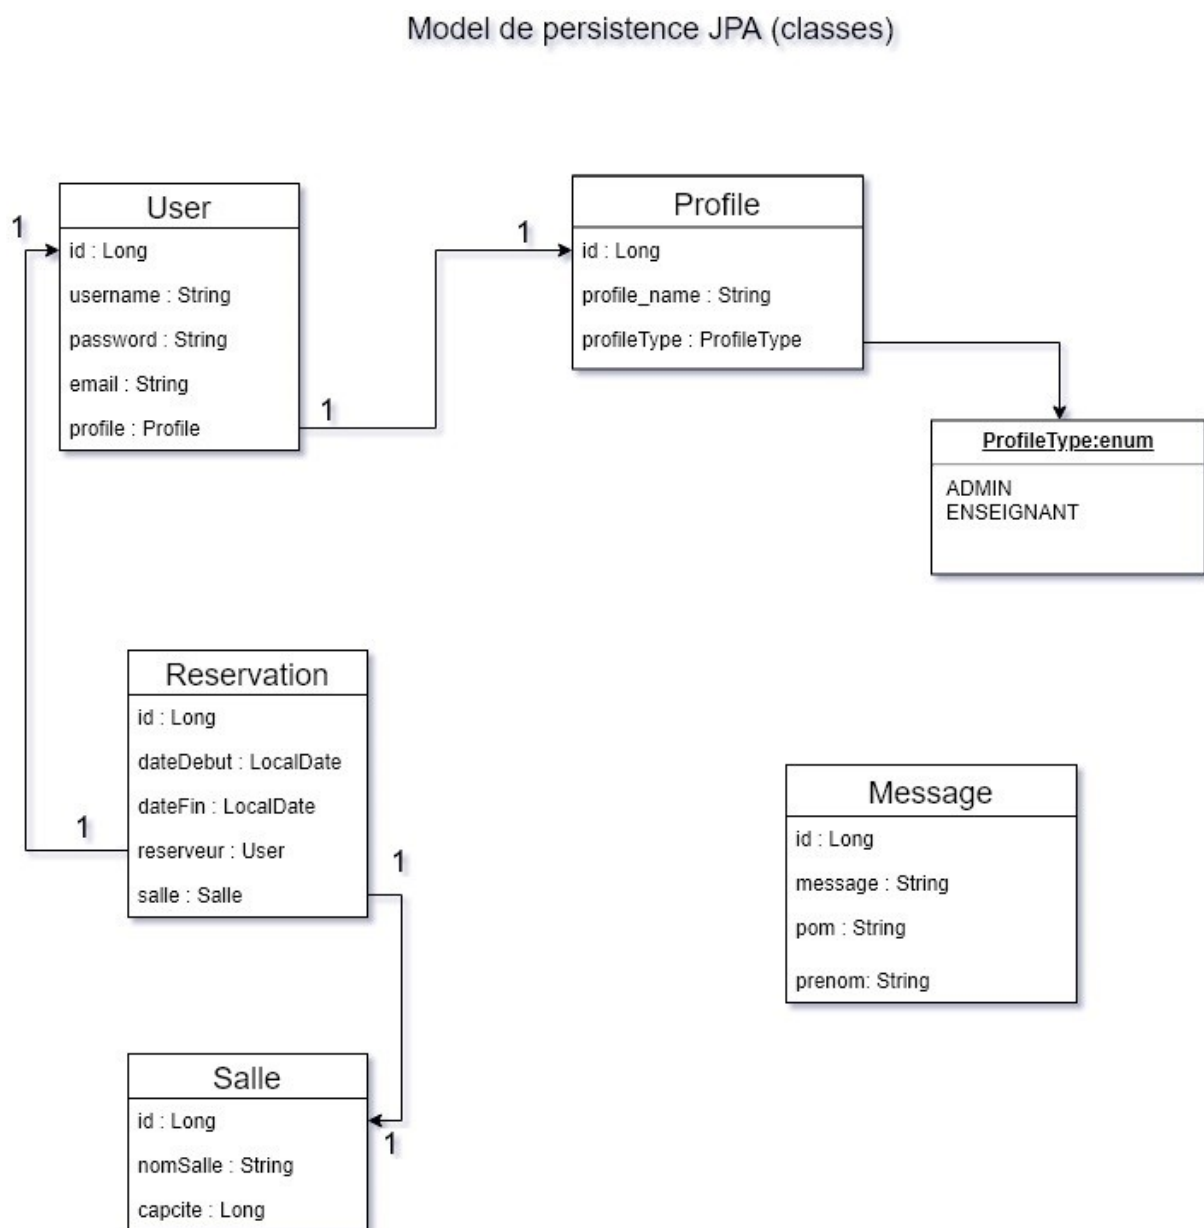 Model de persistence JPA (classes)
User
1
id : Long
username : String
password : String
email : String
profile : Profile
1
1
Profile
id : Long
profile_name : String
profileType : ProfileType
ProfileType:enum
ADMIN
ENSEIGNANT
Reservation
id : Long
dateDebut : LocalDate
dateFin : LocalDate
1
reserveur : User
1
salle : Salle
Message
id : Long
message : String
pom : String
prenom: String
Salle
id : Long
1
nomSalle : String
capcite : Long